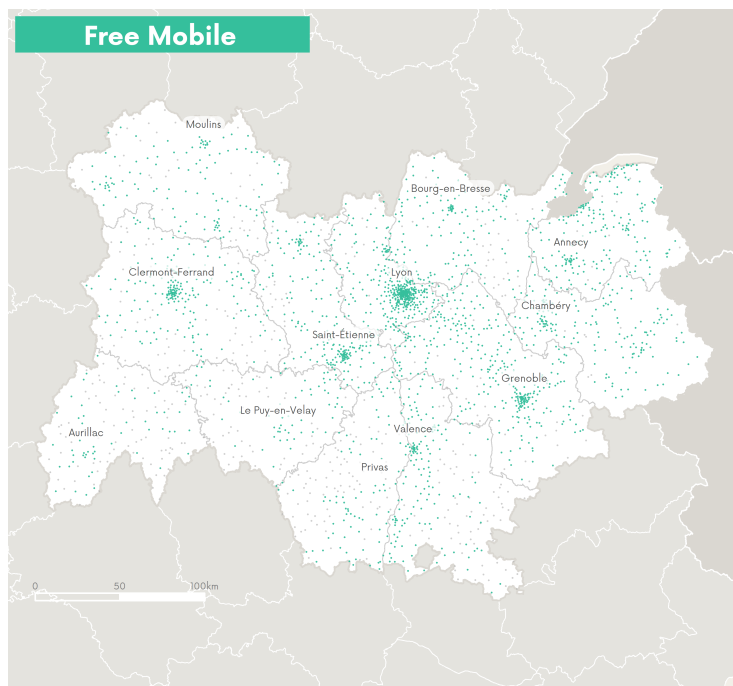 Free Mobile
Moulins
Bourg-en-Bresse
Annecy
Clermont-Ferrand
Lyon
Chambéry
Saint-Étienne
Grenoble
Le Puy-en-Velay
Valence
Aurillac
Privas
0 50 100km